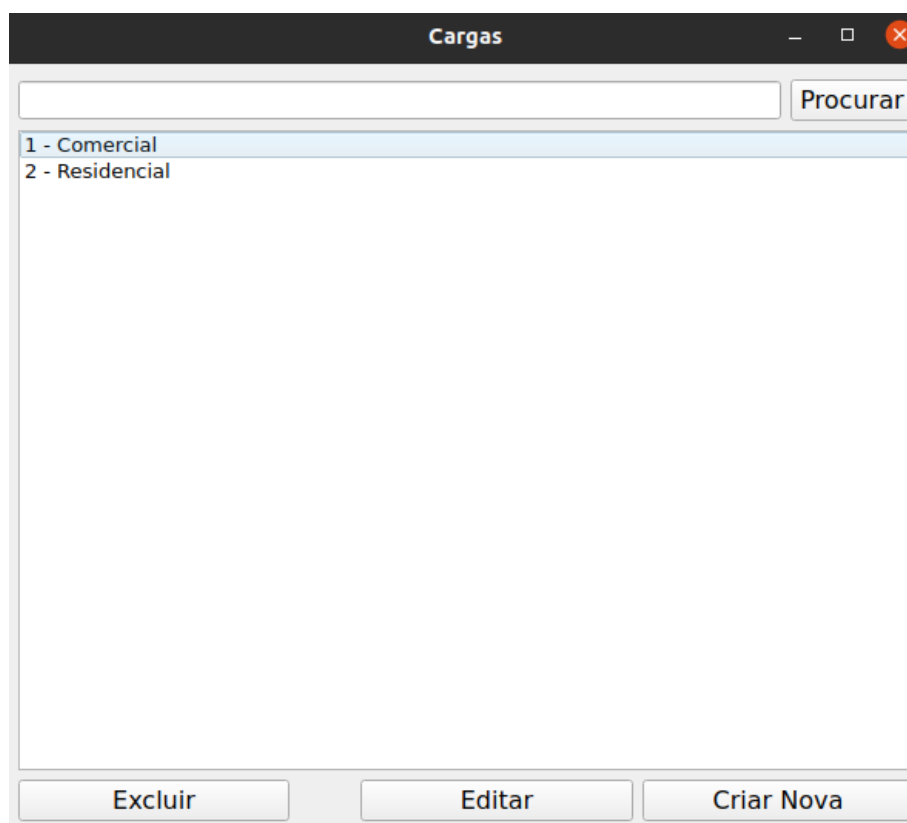 Cargas
Procurar
1 - Comercial
2 - Residencial
Excluir Editar Criar Nova